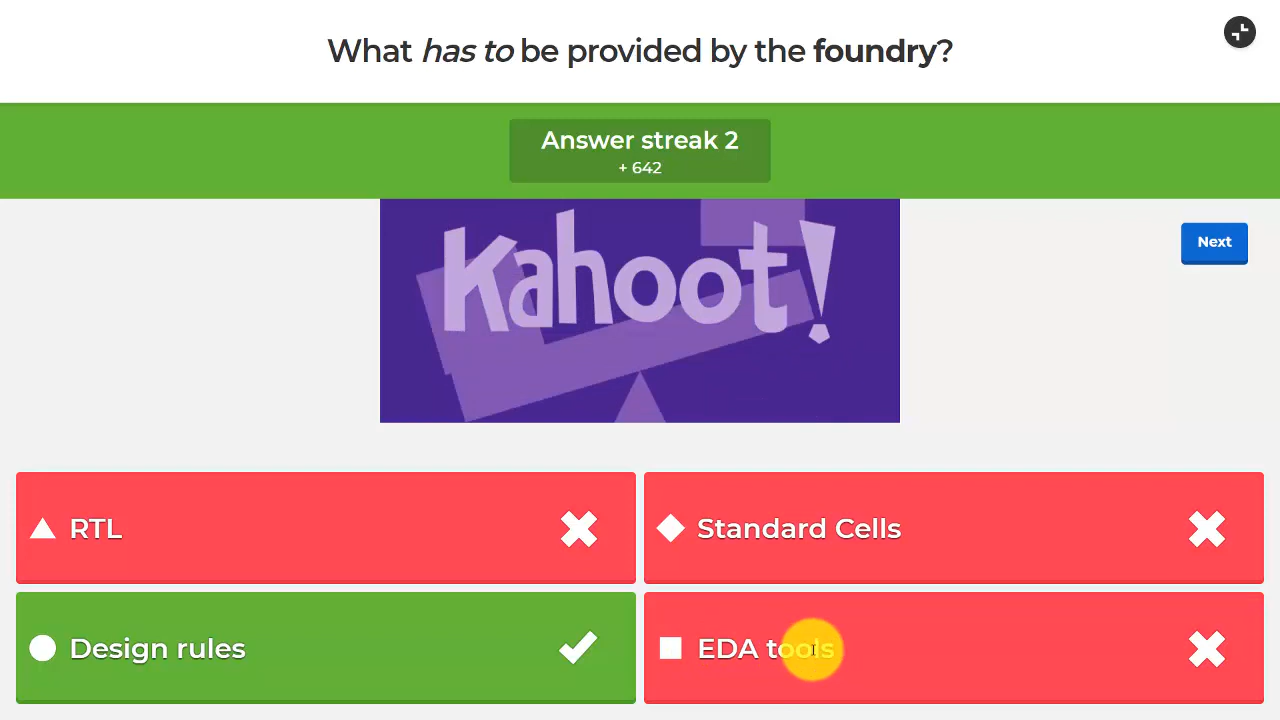 What has to be provided by the foundry?
Answer streak 2
+ 642
Kahoot!
Next
RTL
Standard Cells
Design rules
EDA tools